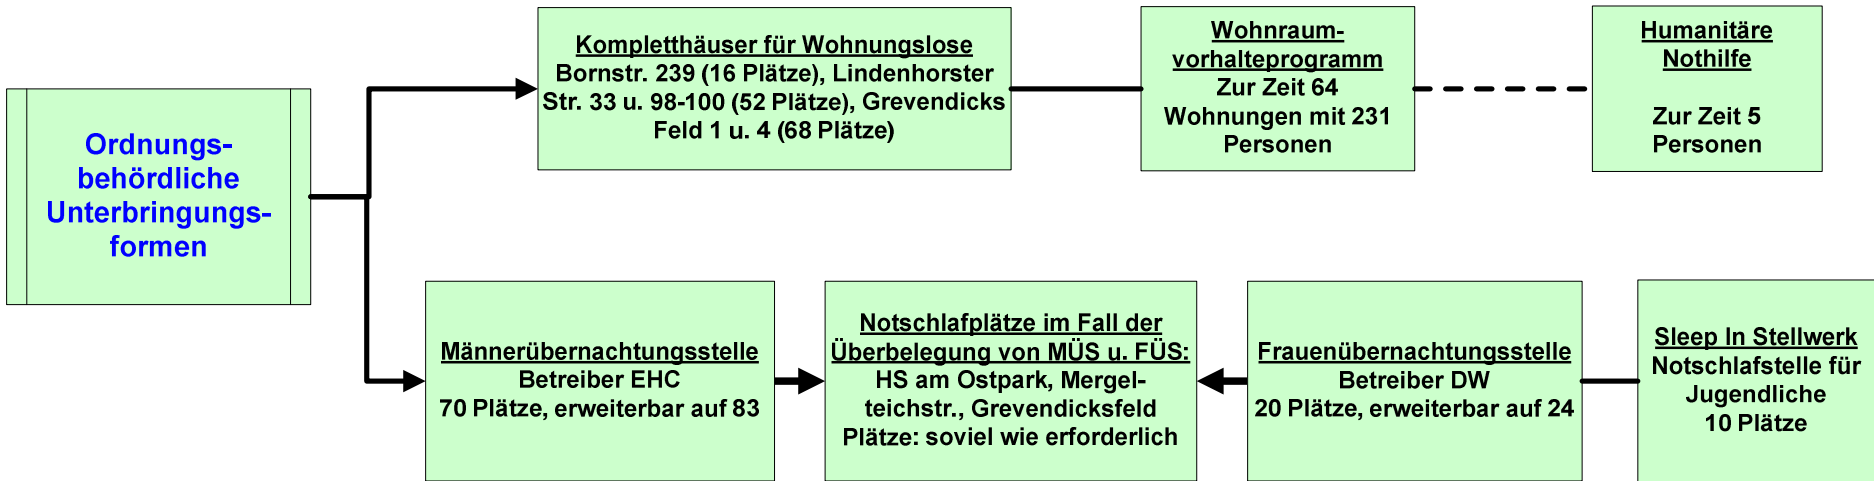 Ordnungs-
behördliche
Unterbringungs-
formen
Kompletthäuser für Wohnungslose
Bornstr. 239 (16 Plätze), Lindenhorster
Str. 33 u. 98-100 (52 Plätze), Grevendicks
Feld 1 u. 4 (68 Plätze)
Wohnraum-
vorhalteprogramm
Zur Zeit 64
Wohnungen mit 231
Personen
Humanitäre
Nothilfe
Zur Zeit 5
Personen
Männerübernachtungsstelle
Betreiber EHC
70 Plätze, erweiterbar auf 83
Notschlafplätze im Fall der
Überbelegung von MÜS u. FÜS:
HS am Ostpark, Mergel-
teichstr., Grevendicksfeld
Plätze: soviel wie erforderlich
Frauenübernachtungsstelle
Betreiber DW
20 Plätze, erweiterbar auf 24
Sleep In Stellwerk
Notschlafstelle für
Jugendliche
10 Plätze